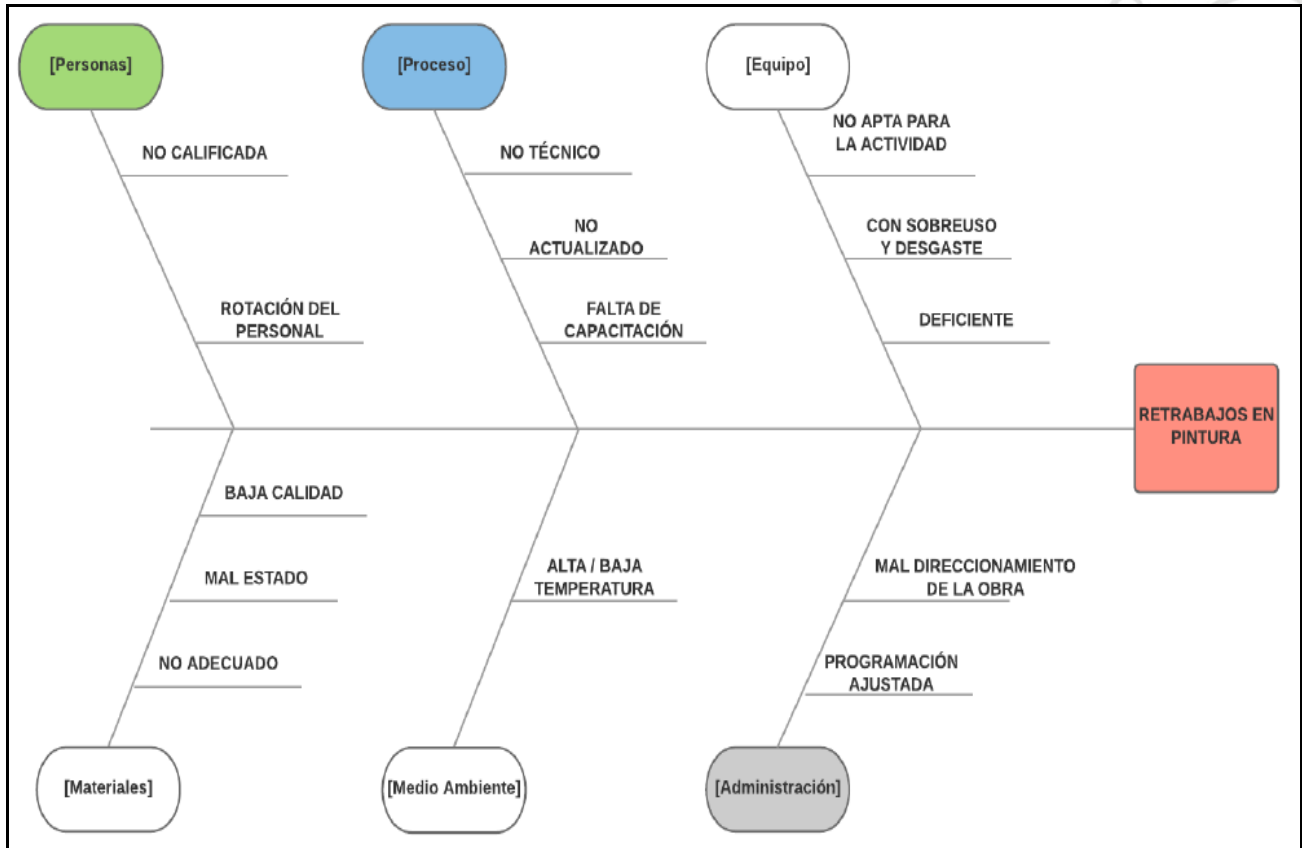 [Personas]
[Proceso]
[Equipo]
NO CALIFICADA
ROTACIÓN DEL
PERSONAL
NO TÉCNICO
NO
ACTUALIZADO
FALTA DE
CAPACITACIÓN
NO APTA PARA
LA ACTIVIDAD
CON SOBREUSO
Y DESGASTE
DEFICIENTE
RETRABAJOS EN
PINTURA
BAJA CALIDAD
MAL ESTADO
NO ADECUADO
ALTA / BAJA
TEMPERATURA
MAL DIRECCIONAMIENTO
DE LA OBRA
PROGRAMACIÓN
AJUSTADA
[Materiales]
[Medio Ambiente]
[Administración]